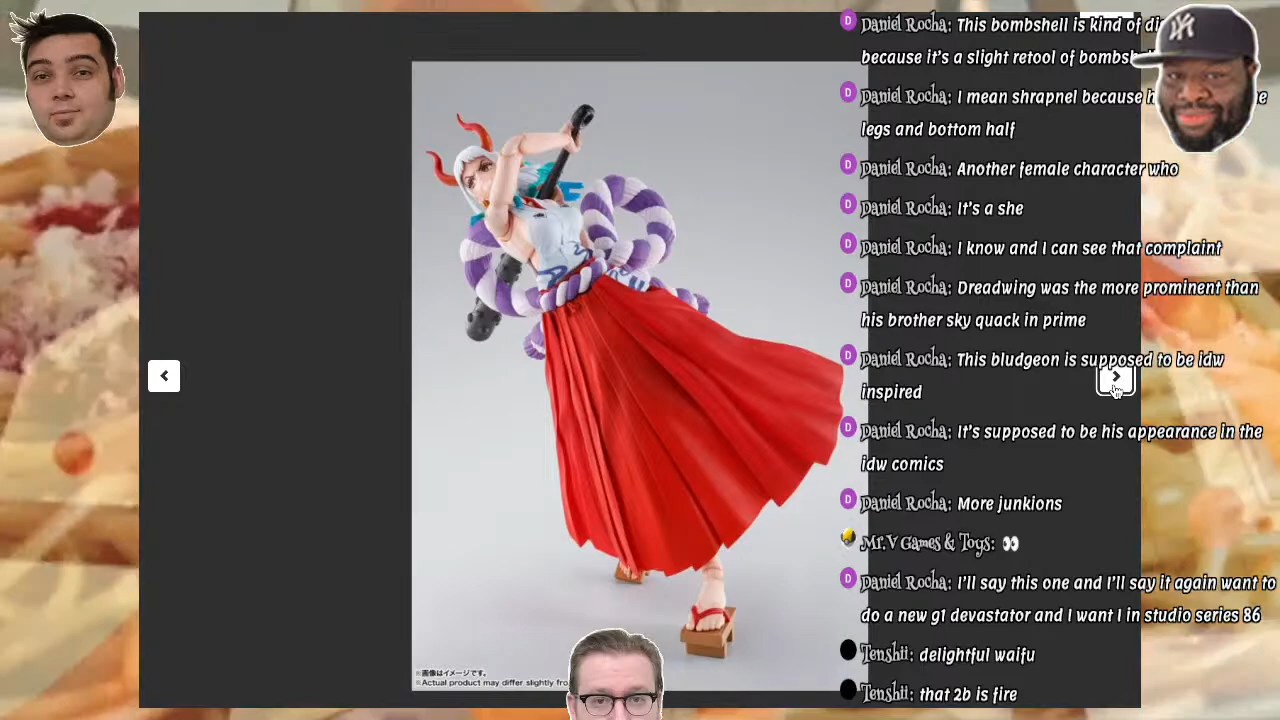 Daniel Rocha: This bombshell is kind of
because it's a slight retool of
Daniel Rocha: I mean shrapnel because
legs and bottom half
Daniel Rocha: Another female character who
Daniel Rocha: It's a she
Daniel Rocha: I know and I can see that complaint
Daniel Rocha: Dreadwing was the more prominent than
his brother sky quack in prime
Daniel Rocha: This bludgeon is supposed to be idw
inspired
Daniel Rocha: It's supposed to be his appearance in the
idw comics
Daniel Rocha: More junkions
Mr.V Games & Toys: 👀
Daniel Rocha: I'll say this one and I'll say it again want to
do a new g1 devastator and I want I in studio series 86
Tenshii: delightful waifu
Tenshii: that 2b is fire
※画像はイメージです。
※Actual product may differ slightly